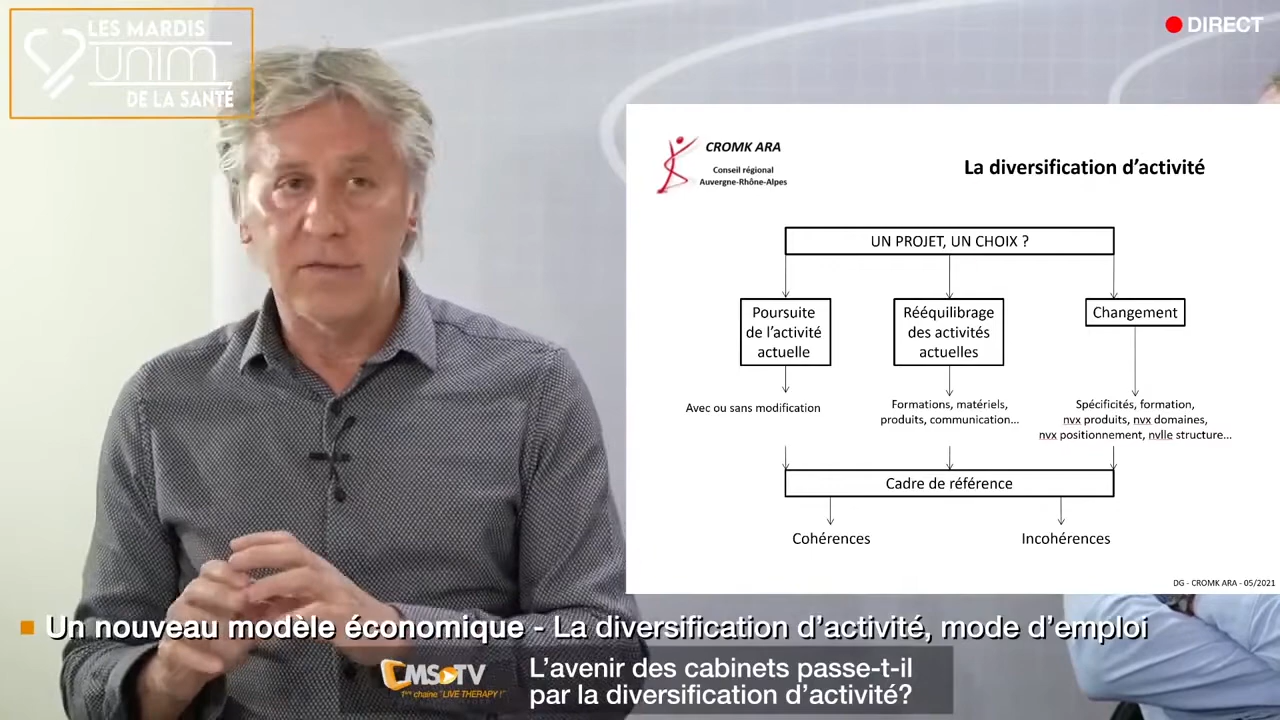 LES MARDIS
UNIM
DE LA SANTÉ
DIRECT
CROMK ARA
Conseil régional
Auvergne-Rhône-Alpes
La diversification d’activité
UN PROJET, UN CHOIX ?
Poursuite
de l’activité
actuelle
Rééquilibrage
des activités
actuelles
Changement
Avec ou sans modification
Formations, matériels,
produits, communication...
Spécificités, formation,
nvx produits, nvx domaines,
nvx positionnement, nvlle structure...
Cadre de référence
Cohérences
Incohérences
DG - CROMK ARA - 05/2021
Un nouveau modèle économique - La diversification d’activité, mode d’emploi
CMS TV
1ère chaine "LIVE THERAPY !"
L’avenir des cabinets passe-t-il
par la diversification d’activité?